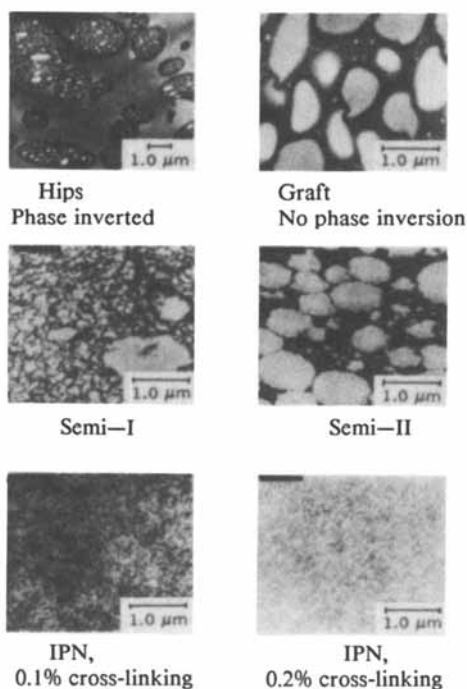 1.0 μm
1.0 μm
Hips
Phase inverted
Graft
No phase inversion
1.0 μm
1.0 μm
Semi—I
Semi—II
1.0 μm
1.0 μm
IPN,
0.1% cross-linking
IPN,
0.2% cross-linking